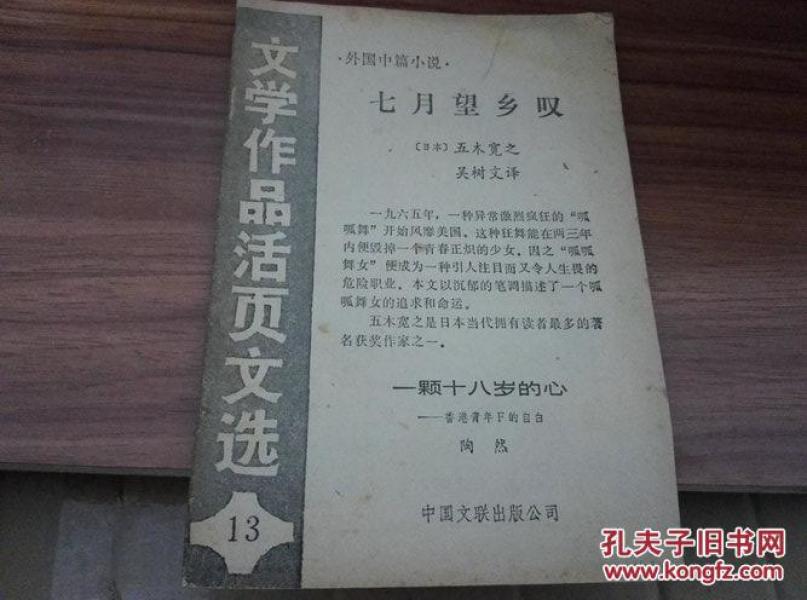 文学作品活页文选
13
·外国中篇小说·
七月望乡叹
〔日本〕五木宽之
吴树文译
一九六五年，一种异常激烈疯狂的“呱
呱舞”开始风靡美国。这种狂舞能在两三年
内便毁掉一个青春正炽的少女。因之“呱呱
舞女”便成为一种引人注目而又令人生畏的
危险职业。本文以沉郁的笔调描述了一个呱
呱舞女的追求和命运。
五木宽之是日本当代拥有读者最多的著
名获奖作家之一。
一颗十八岁的心
——香港青年F的自白
陶然
中国文联出版公司
孔夫子旧书网
www.kongfz.com